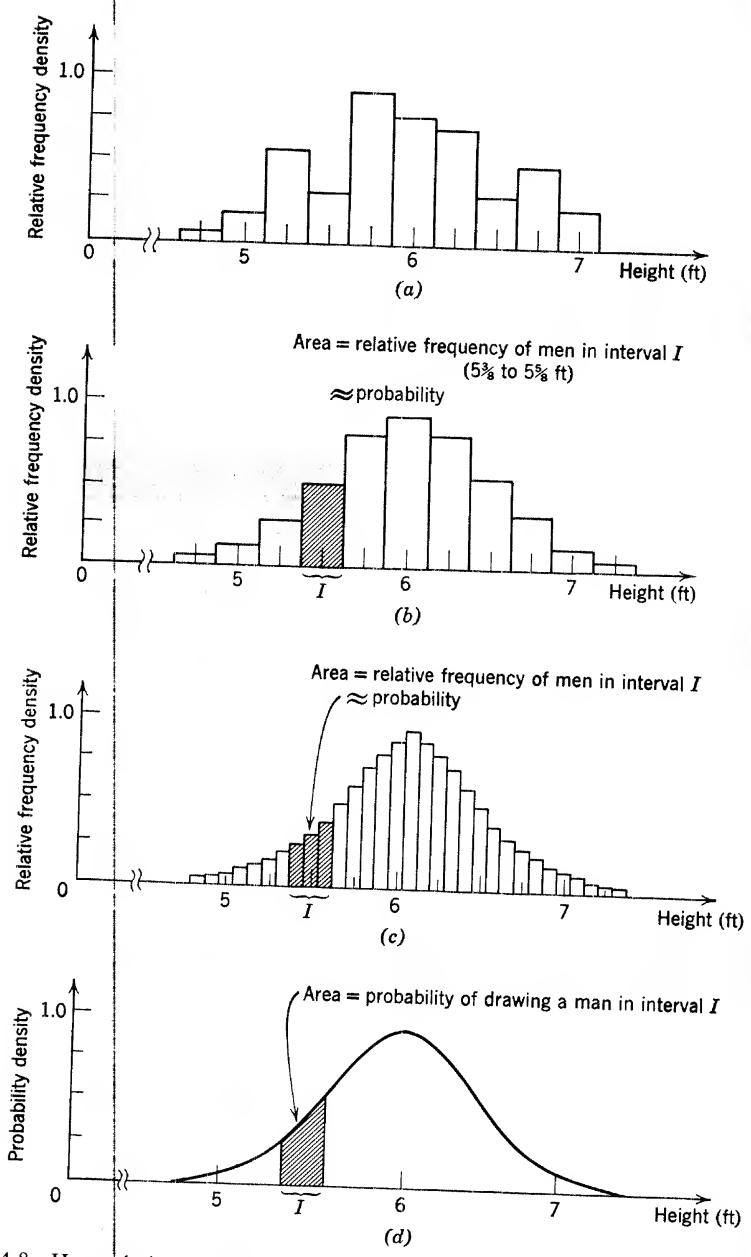 Relative frequency density
1.0
0
5
6
7
Height (ft)
(a)
Area = relative frequency of men in interval I
(5⅜ to 5⅝ ft)
≈ probability
Relative frequency density
1.0
0
5
6
7
I
Height (ft)
(b)
Area = relative frequency of men in interval I
≈ probability
Relative frequency density
1.0
0
5
6
7
I
Height (ft)
(c)
Area = probability of drawing a man in interval I
Probability density
1.0
0
5
6
7
I
Height (ft)
(d)